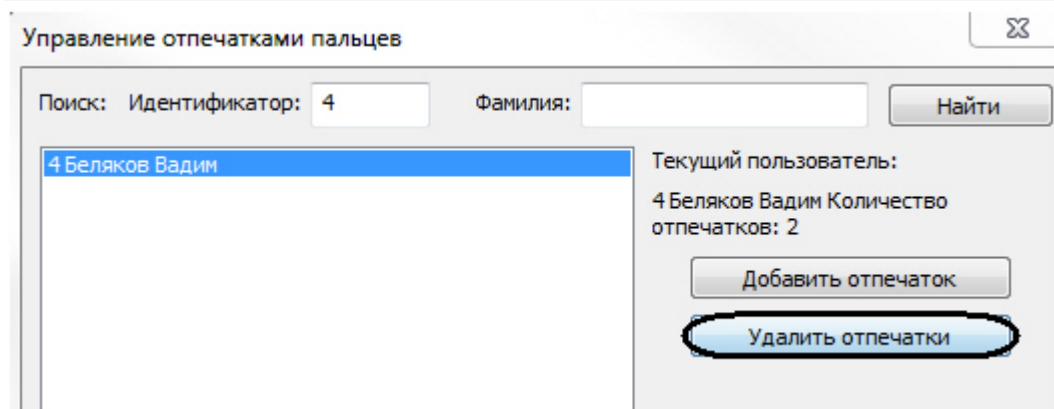 Управление отпечатками пальцев
Поиск: Идентификатор: 4 Фамилия: Найти
4 Беляков Вадим
Текущий пользователь:
4 Беляков Вадим Количество
отпечатков: 2
Добавить отпечаток
Удалить отпечатки